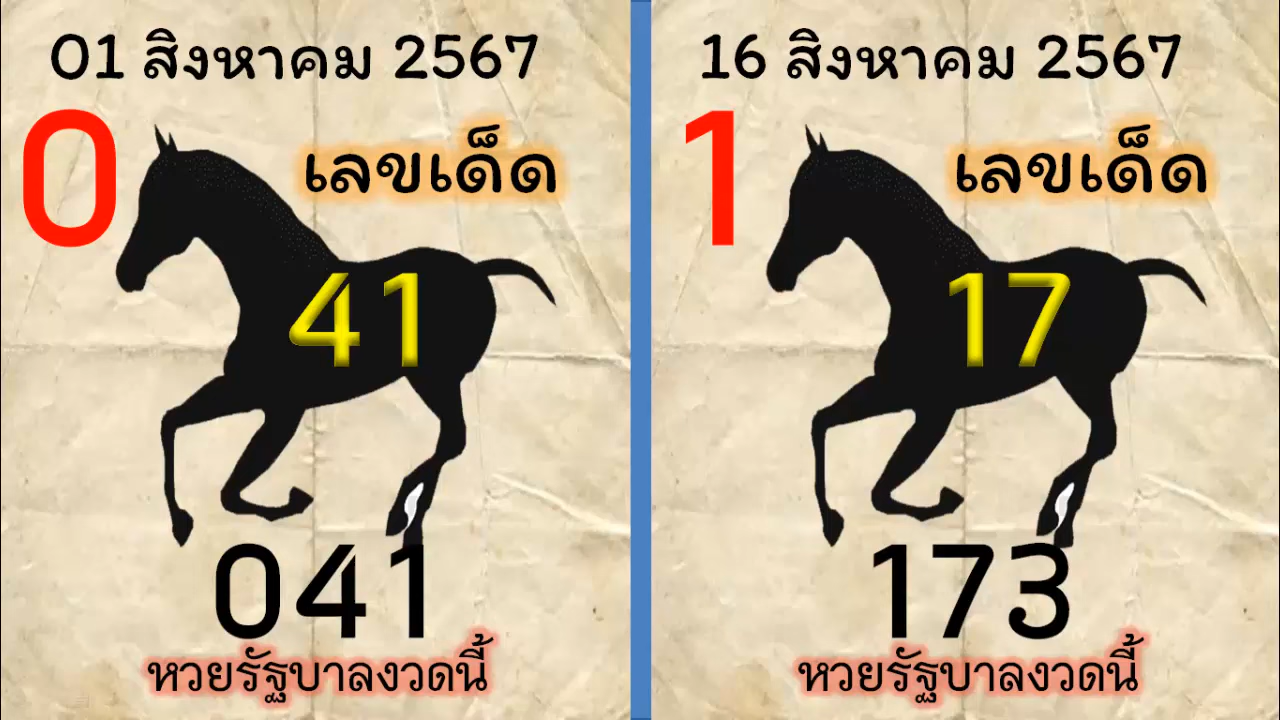 01 สิงหาคม 2567
0
เลขเด็ด
41
041
หวยรัฐบาลงวดนี้
16 สิงหาคม 2567
1
เลขเด็ด
17
173
หวยรัฐบาลงวดนี้